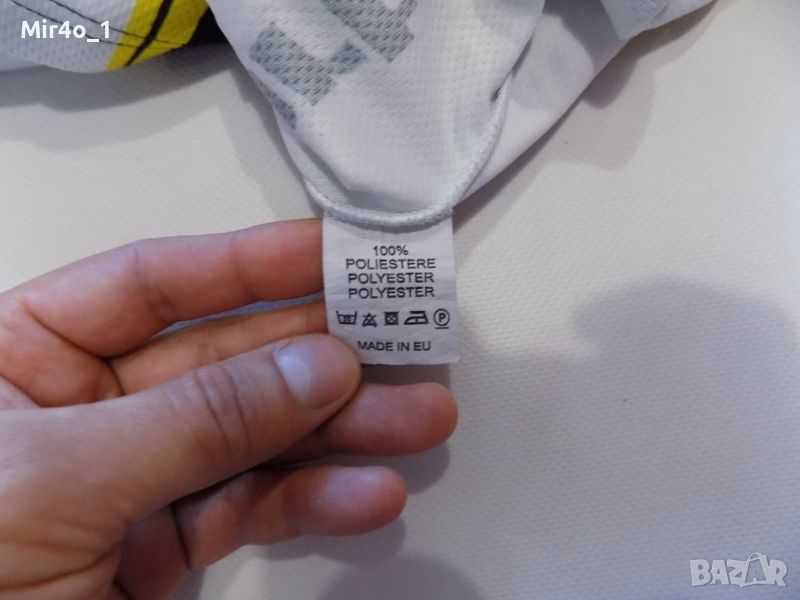 Mir4o_1
100%
POLIESTERE
POLYESTER
POLYESTER
P
MADE IN EU
BAZAR